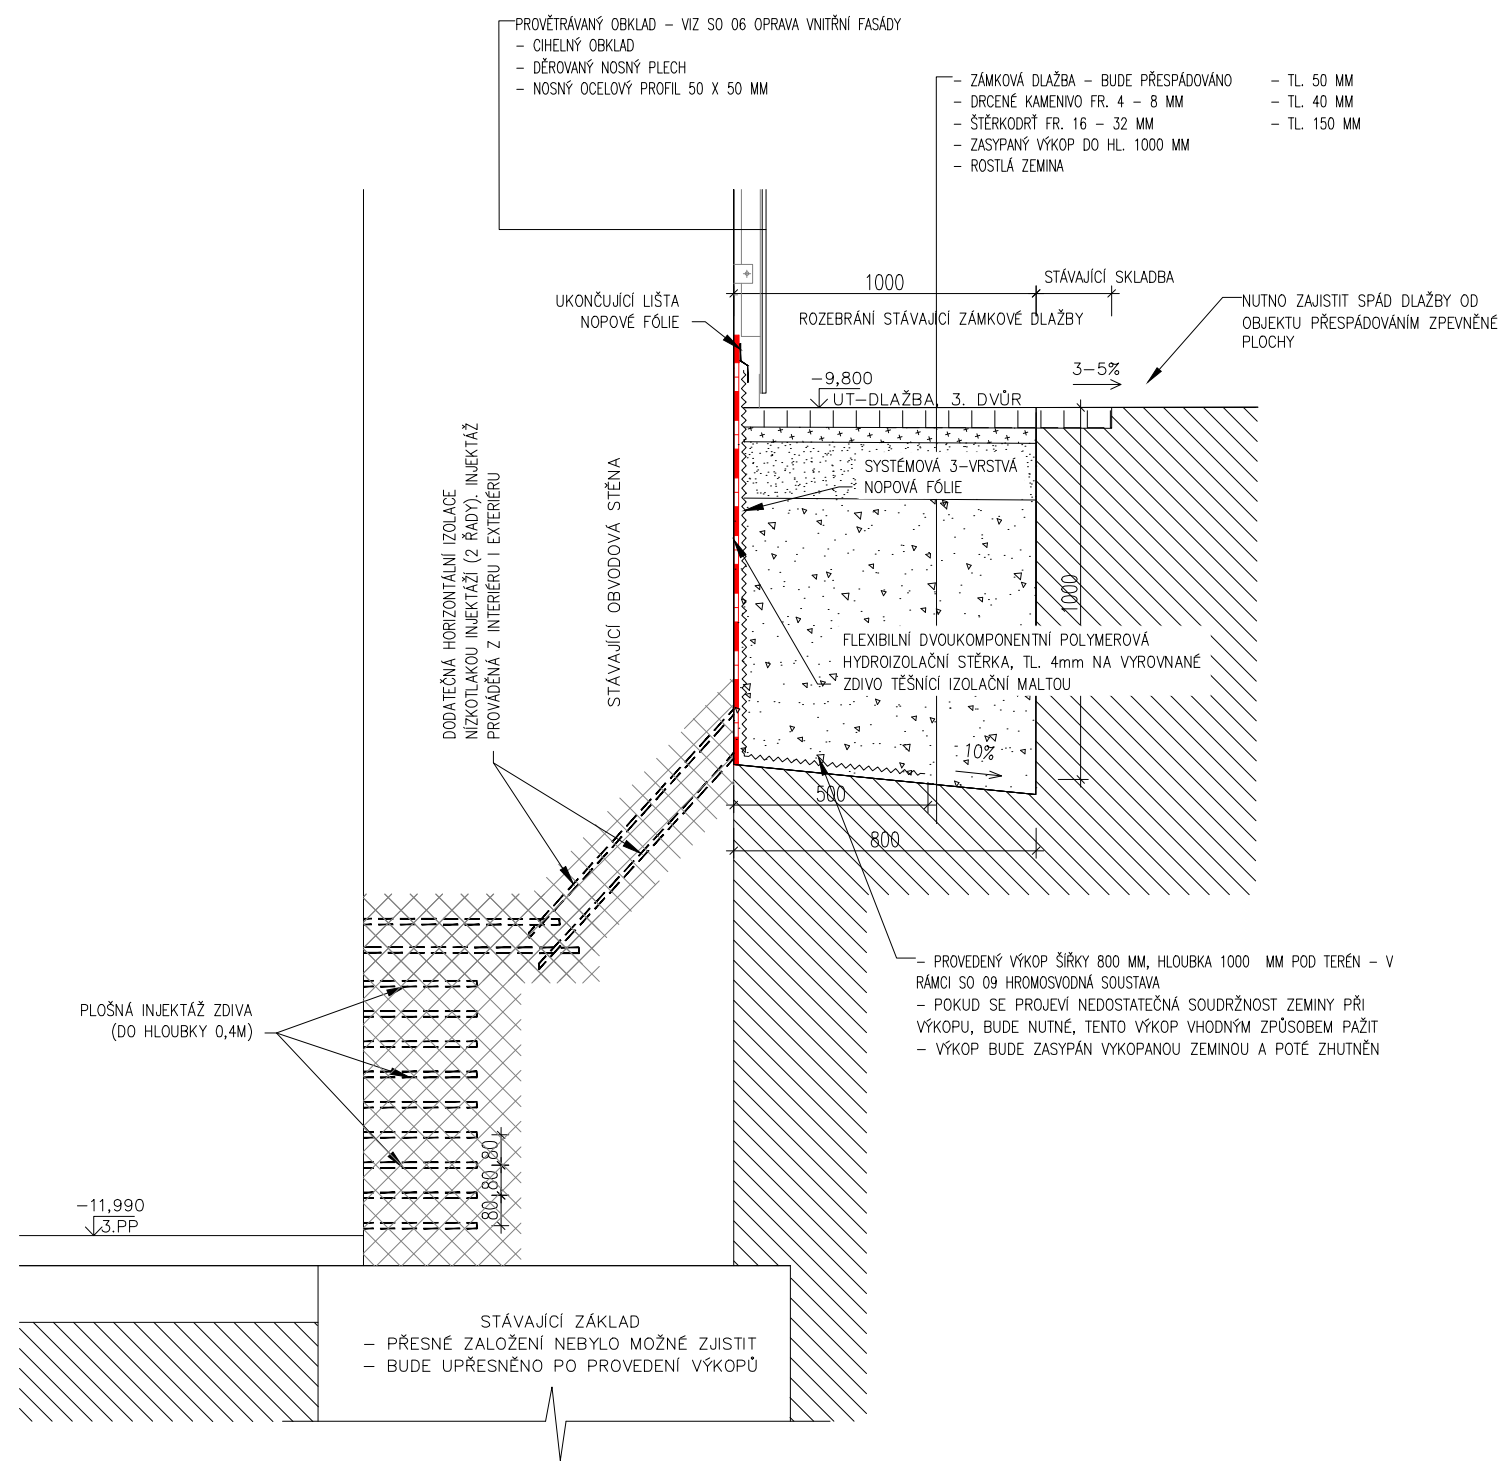 PROVĚTRÁVANÝ OBKLAD – VIZ SO 06 OPRAVA VNITŘNÍ FASÁDY
– CIHELNÝ OBKLAD
– DĚROVANÝ NOSNÝ PLECH
– NOSNÝ OCELOVÝ PROFIL 50 X 50 MM
– ZÁMKOVÁ DLAŽBA – BUDE PŘESPÁDOVÁNO – TL. 50 MM
– DRCENÉ KAMENIVO FR. 4 – 8 MM – TL. 40 MM
– ŠTĚRKODRŤ FR. 16 – 32 MM – TL. 150 MM
– ZASYPANÝ VÝKOP DO HL. 1000 MM
– ROSTLÁ ZEMINA
1000
STÁVAJÍCÍ SKLADBA
UKONČUJÍCÍ LIŠTA
NOPOVÉ FÓLIE
ROZEBRÁNÍ STÁVAJÍCÍ ZÁMKOVÉ DLAŽBY
NUTNO ZAJISTIT SPÁD DLAŽBY OD
OBJEKTU PŘESPÁDOVÁNÍM ZPEVNĚNÉ
PLOCHY
3–5%
–9,800
UT–DLAŽBA, 3. DVŮR
SYSTÉMOVÁ 3–VRSTVÁ
NOPOVÁ FÓLIE
DODATEČNÁ HORIZONTÁLNÍ IZOLACE
NÍZKOTLAKOU INJEKTÁŽÍ (2 ŘADY). INJEKTÁŽ
PROVÁDĚNÁ Z INTERIÉRU I EXTERIÉRU
STÁVAJÍCÍ OBVODOVÁ STĚNA
1000
FLEXIBILNÍ DVOUKOMPONENTNÍ POLYMEROVÁ
HYDROIZOLAČNÍ STĚRKA, TL. 4mm NA VYROVNANÉ
ZDIVO TĚŠNÍCÍ IZOLAČNÍ MALTOU
10%
500
800
– PROVEDENÝ VÝKOP ŠÍŘKY 800 MM, HLOUBKA 1000 MM POD TERÉN – V
RÁMCI SO 09 HROMOSVODNÁ SOUSTAVA
– POKUD SE PROJEVÍ NEDOSTATEČNÁ SOUDRŽNOST ZEMINY PŘI
VÝKOPU, BUDE NUTNÉ, TENTO VÝKOP VHODNÝM ZPŮSOBEM PAŽIT
– VÝKOP BUDE ZASYPÁN VYKOPANOU ZEMINOU A POTÉ ZHUTNĚN
PLOŠNÁ INJEKTÁŽ ZDIVA
(DO HLOUBKY 0,4M)
80
80
80
–11,990
3.PP
STÁVAJÍCÍ ZÁKLAD
– PŘESNÉ ZALOŽENÍ NEBYLO MOŽNÉ ZJISTIT
– BUDE UPŘESNĚNO PO PROVEDENÍ VÝKOPŮ